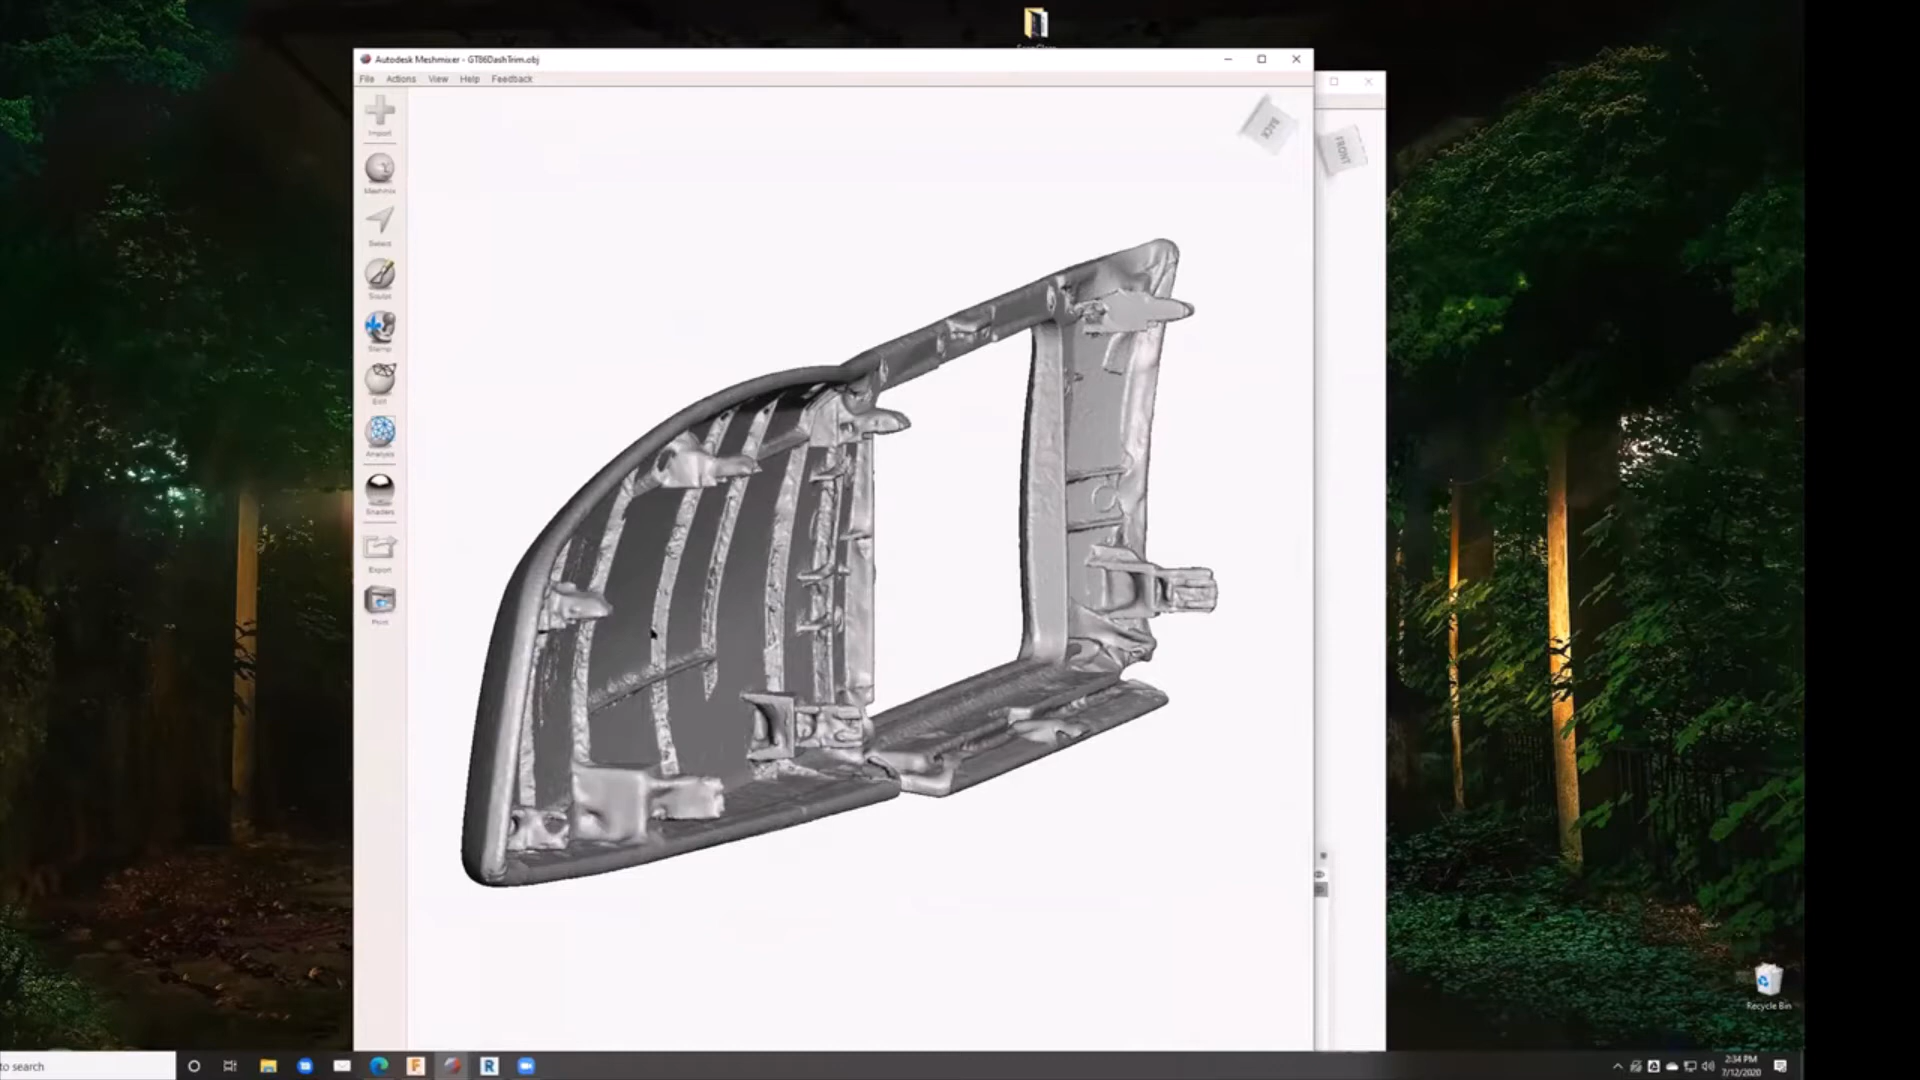 Autodesk Meshmixer - GT86DashTrim.obj
File Actions View Help Feedback
BACK
FRONT
Import
Meshmix
Select
Sculpt
Stamp
Edit
Analysis
Shaders
Export
Print
Recycle Bin
to search
F
R
2:34 PM
7/12/2020